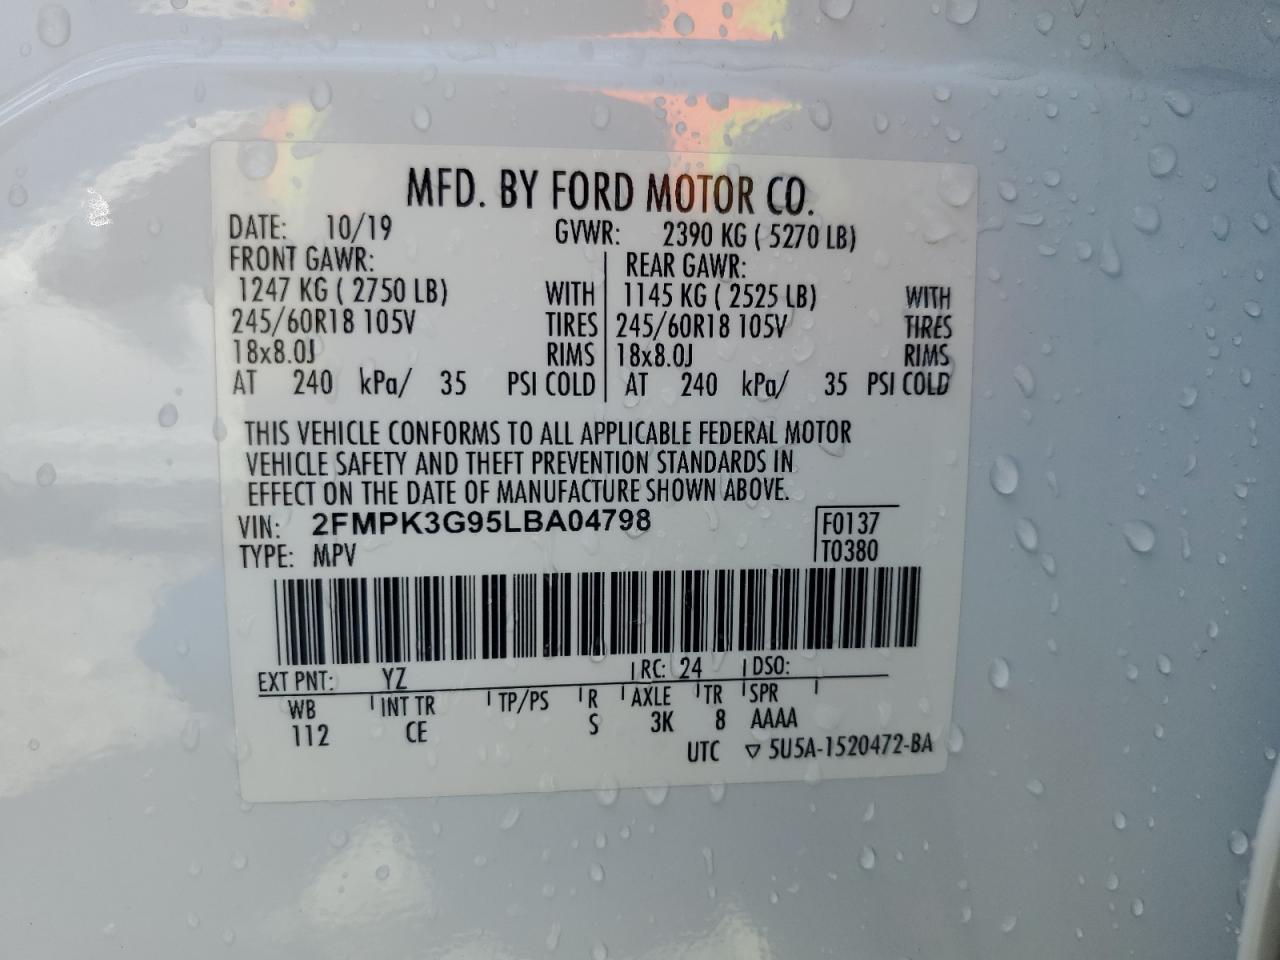 MFD. BY FORD MOTOR CO.
DATE: 10/19 GVWR: 2390 KG ( 5270 LB)
FRONT GAWR: REAR GAWR:
1247 KG ( 2750 LB) WITH 1145 KG ( 2525 LB) WITH
245/60R18 105V TIRES 245/60R18 105V TIRES
18x8.0J RIMS 18x8.0J RIMS
AT 240 kPa/ 35 PSI COLD AT 240 kPa/ 35 PSI COLD
THIS VEHICLE CONFORMS TO ALL APPLICABLE FEDERAL MOTOR
VEHICLE SAFETY AND THEFT PREVENTION STANDARDS IN
EFFECT ON THE DATE OF MANUFACTURE SHOWN ABOVE.
VIN: 2FMPK3G95LBA04798 F0137
TYPE: MPV T0380
EXT PNT: YZ RC: 24 DSO:
WB INT TR TP/PS R AXLE TR SPR
112 CE S 3K 8 AAAA
UTC ▽ 5U5A-1520472-BA